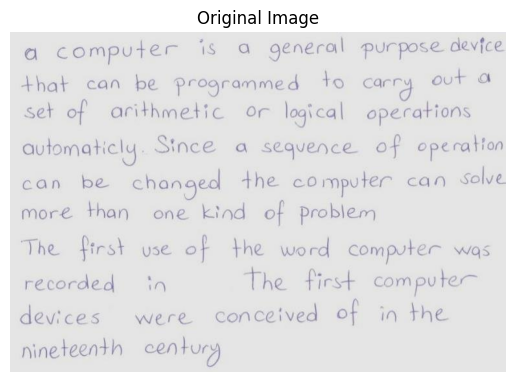 Original Image
a computer is a general purpose device
that can be programmed to carry out a
set of arithmetic or logical operations
automaticly. Since a sequence of operation
can be changed the computer can solve
more than one kind of problem
The first use of the word computer was
recorded in The first computer
devices were conceived of in the
nineteenth century